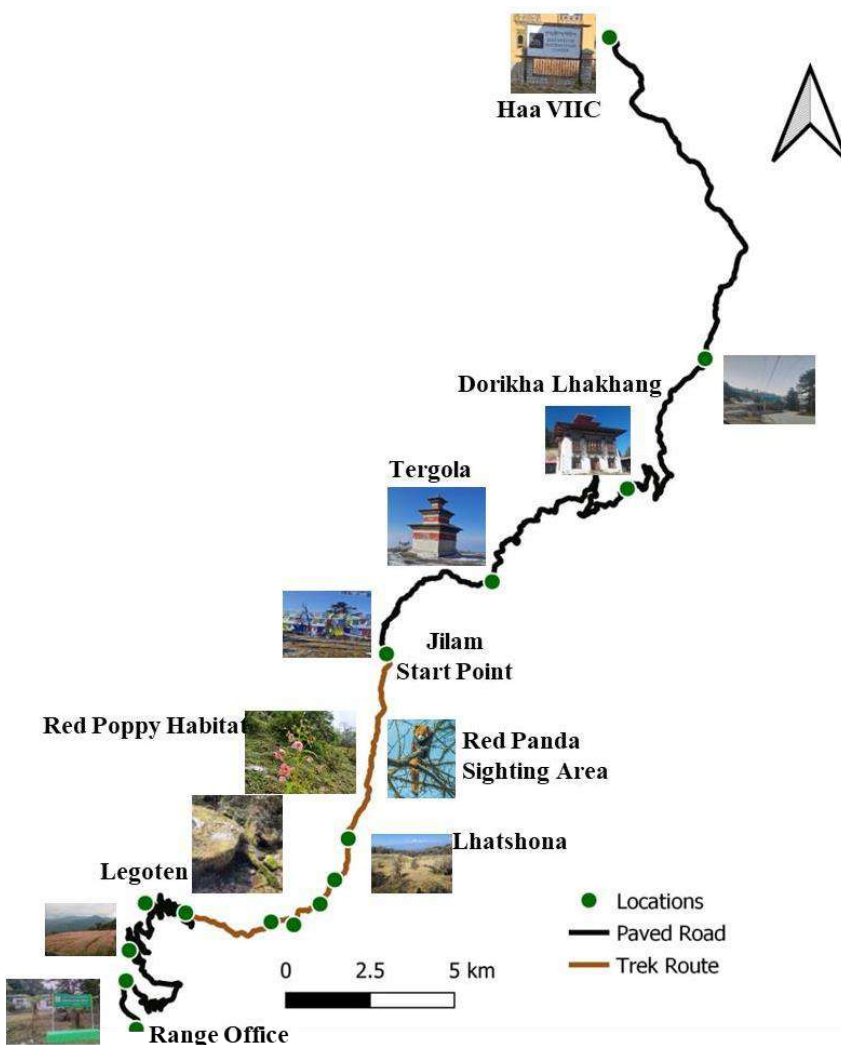 Haa VIIC
Dorikha Lhakhang
Tergola
Jilam
Start Point
Red Poppy Habitat
Red Panda
Sighting Area
Lhatshona
Legoten
Locations
Paved Road
Trek Route
0 2.5 5 km
Range Office